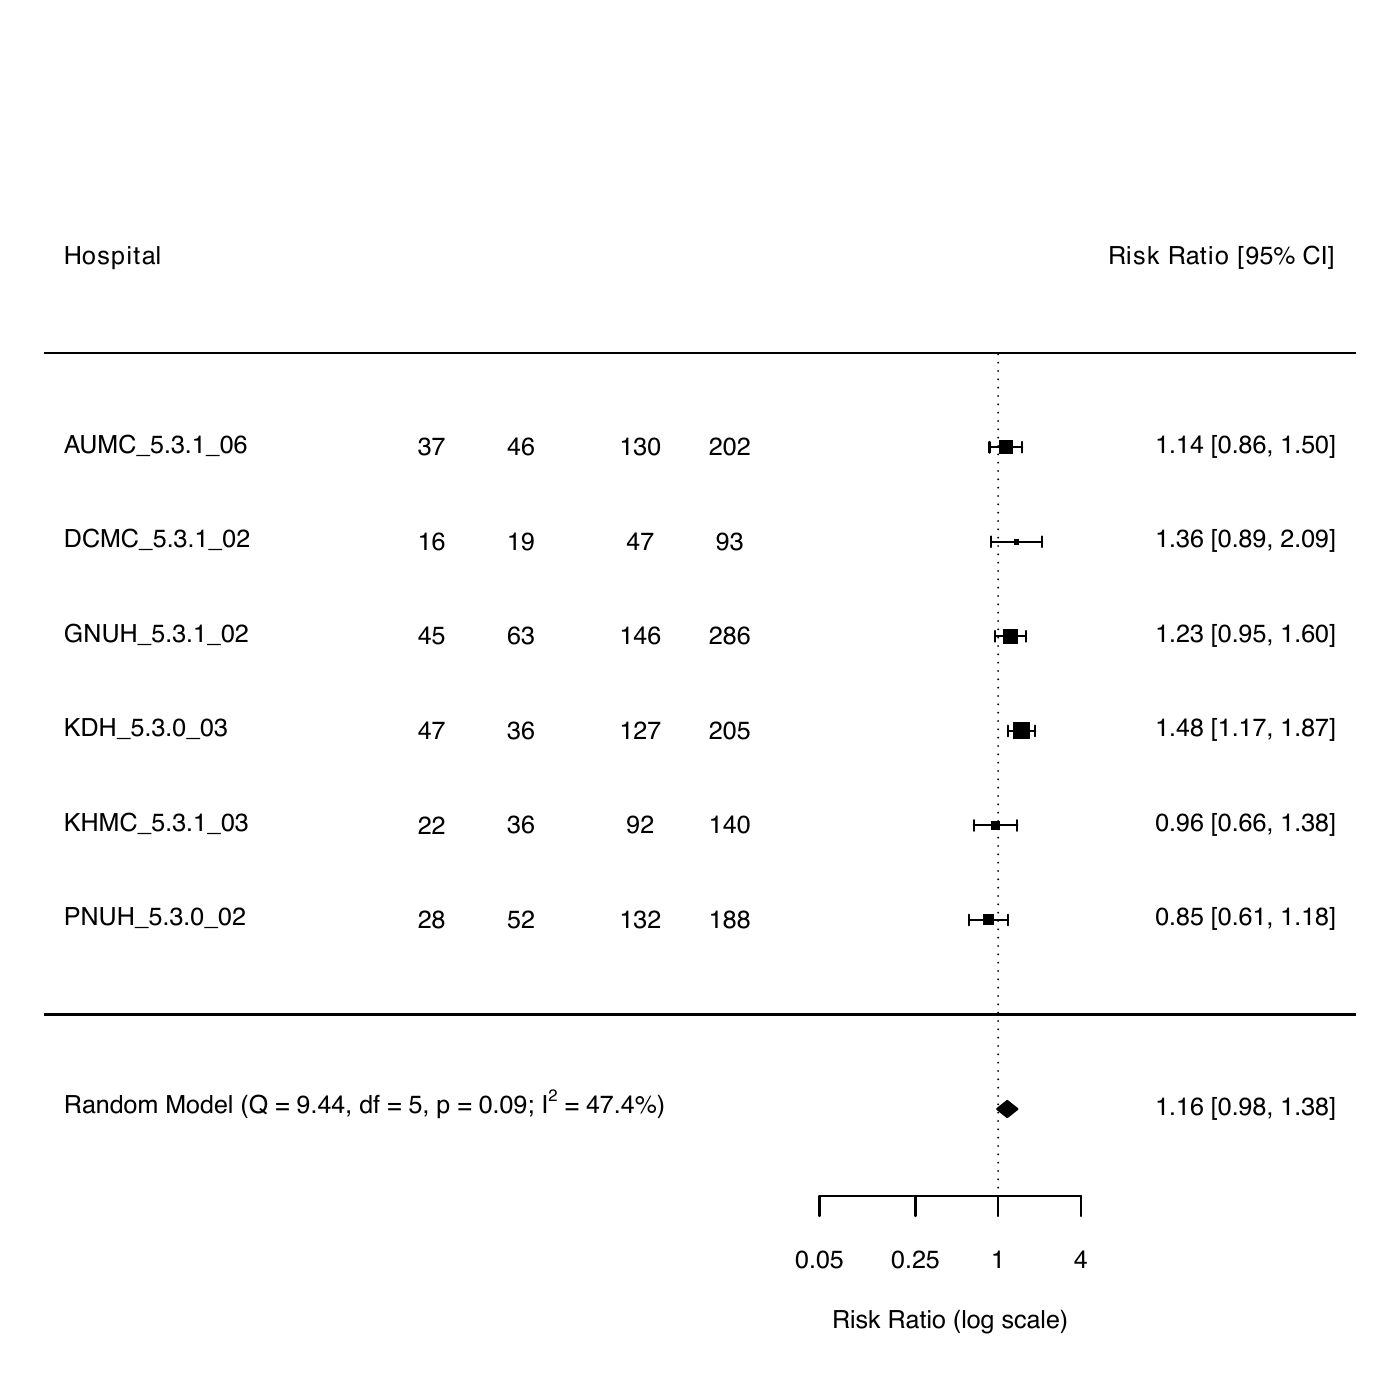 Hospital Risk Ratio [95% CI]
AUMC_5.3.1_06 37 46 130 202 1.14 [0.86, 1.50]
DCMC_5.3.1_02 16 19 47 93 1.36 [0.89, 2.09]
GNUH_5.3.1_02 45 63 146 286 1.23 [0.95, 1.60]
KDH_5.3.0_03 47 36 127 205 1.48 [1.17, 1.87]
KHMC_5.3.1_03 22 36 92 140 0.96 [0.66, 1.38]
PNUH_5.3.0_02 28 52 132 188 0.85 [0.61, 1.18]
Random Model (Q = 9.44, df = 5, p = 0.09; I² = 47.4%) 1.16 [0.98, 1.38]
0.05 0.25 1 4
Risk Ratio (log scale)